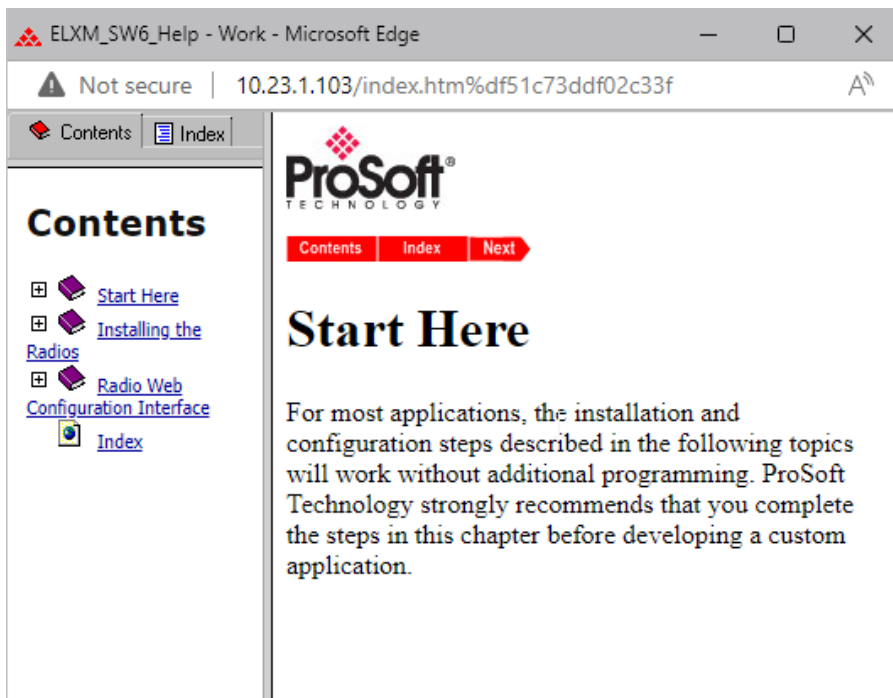 ELXM_SW6_Help - Work - Microsoft Edge
Not secure
10.23.1.103/index.htm%df51c73ddf02c33f
Contents
Index
Contents
Start Here
Installing the
Radios
Radio Web
Configuration Interface
Index
ProSoft®
TECHNOLOGY
Contents
Index
Next
Start Here
For most applications, the installation and
configuration steps described in the following topics
will work without additional programming. ProSoft
Technology strongly recommends that you complete
the steps in this chapter before developing a custom
application.